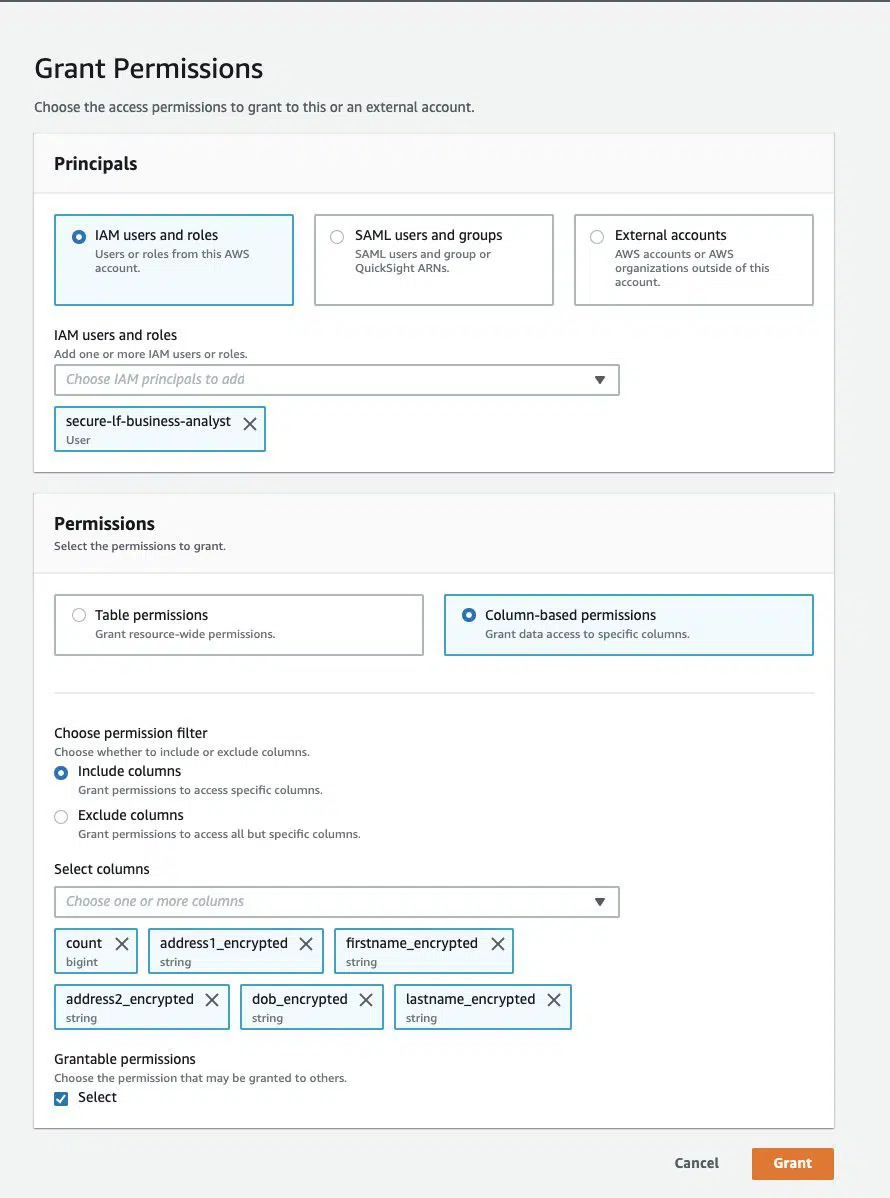 Grant Permissions
Choose the access permissions to grant to this or an external account.
Principals
IAM users and roles
Users or roles from this AWS
account.
SAML users and groups
SAML users and group or
QuickSight ARNs.
External accounts
AWS accounts or AWS
organizations outside of this
account.
IAM users and roles
Add one or more IAM users or roles.
Choose IAM principals to add
secure-lf-business-analyst
User
Permissions
Select the permissions to grant.
Table permissions
Grant resource-wide permissions.
Column-based permissions
Grant data access to specific columns.
Choose permission filter
Choose whether to include or exclude columns.
Include columns
Grant permissions to access specific columns.
Exclude columns
Grant permissions to access all but specific columns.
Select columns
Choose one or more columns
count
bigint
address1_encrypted
string
firstname_encrypted
string
address2_encrypted
string
dob_encrypted
string
lastname_encrypted
string
Grantable permissions
Choose the permission that may be granted to others.
Select
Cancel
Grant